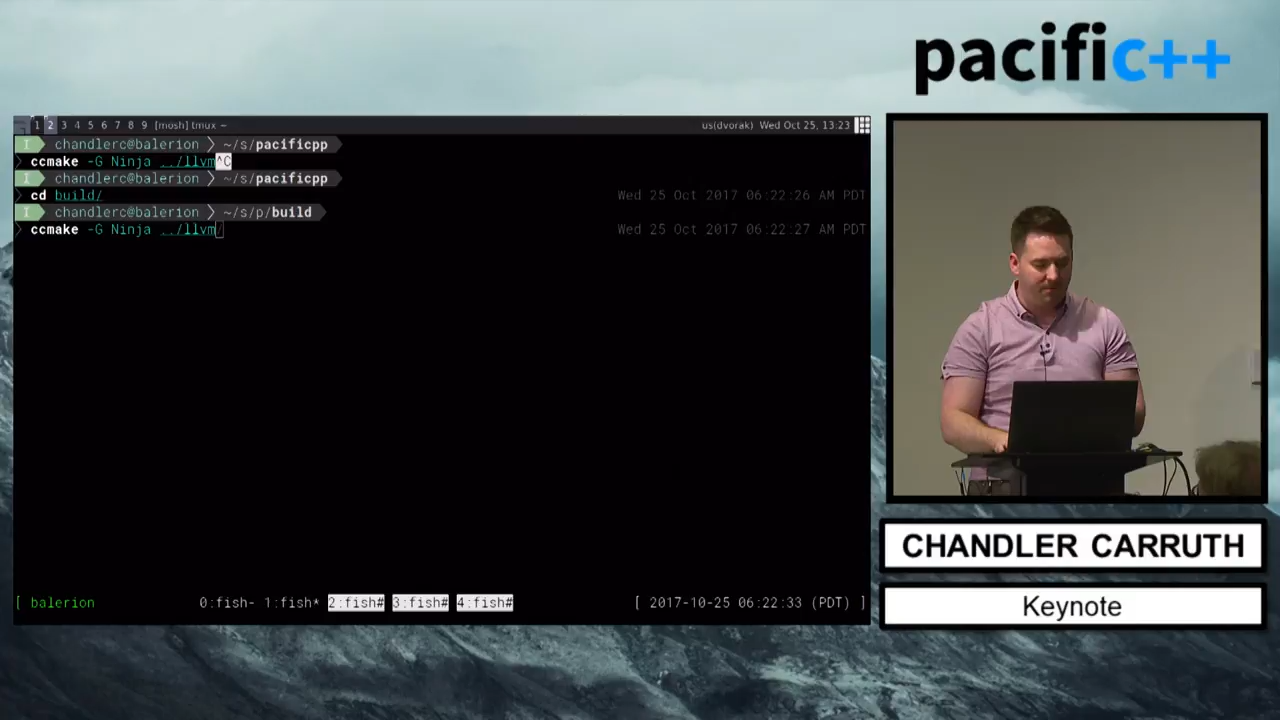 pacific++
1 2 3 4 5 6 7 8 9 [mosh] tmux ~ us(dvorak) Wed Oct 25, 13:23
I chandlerc@balerion ~/s/pacificpp
ccmake -G Ninja ../llvm^C
I chandlerc@balerion ~/s/pacificpp
cd build/ Wed 25 Oct 2017 06:22:26 AM PDT
I chandlerc@balerion ~/s/p/build
ccmake -G Ninja ../llvm/ Wed 25 Oct 2017 06:22:27 AM PDT
[ balerion 0:fish- 1:fish* 2:fish# 3:fish# 4:fish# [ 2017-10-25 06:22:33 (PDT) ]
CHANDLER CARRUTH
Keynote